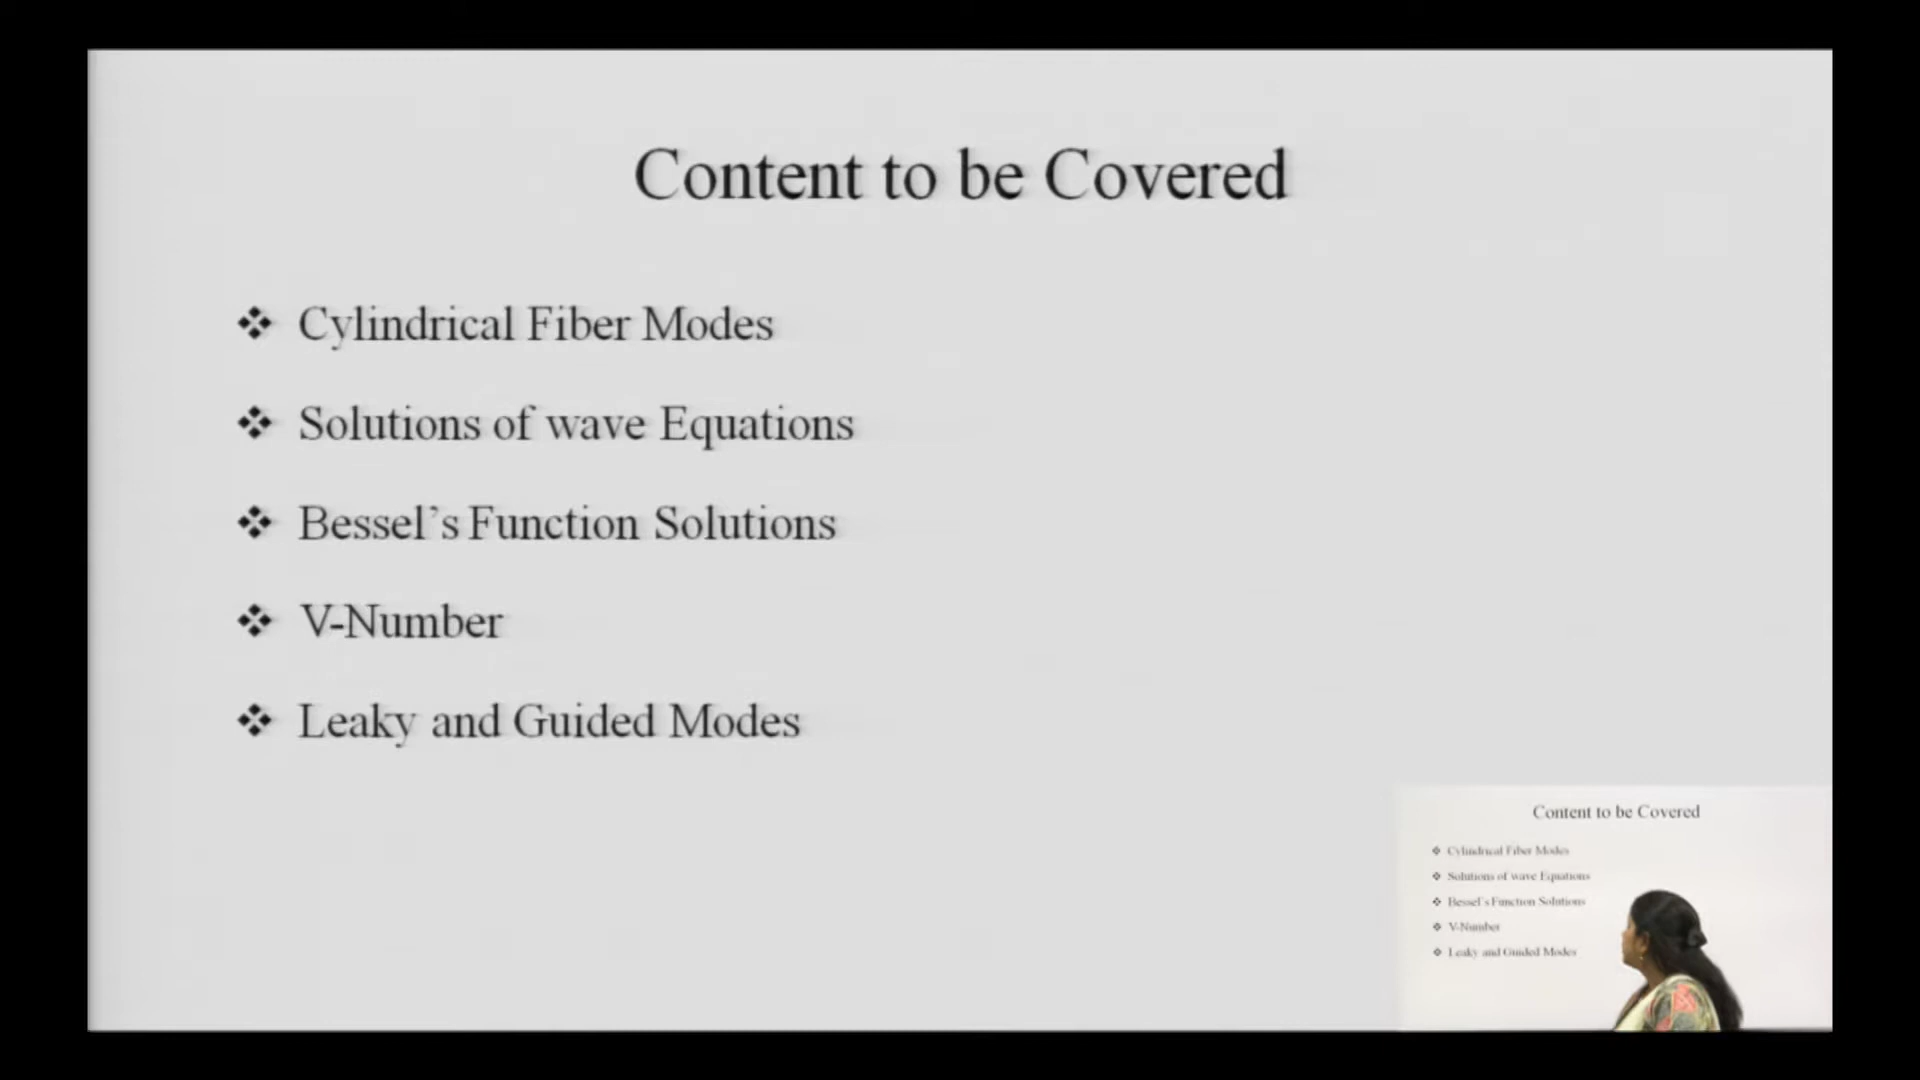 Content to be Covered
❖ Cylindrical Fiber Modes
❖ Solutions of wave Equations
❖ Bessel’s Function Solutions
❖ V-Number
❖ Leaky and Guided Modes
Content to be Covered
❖ Cylindrical Fiber Modes
❖ Solutions of wave Equations
❖ Bessel’s Function Solutions
❖ V-Number
❖ Leaky and Guided Modes